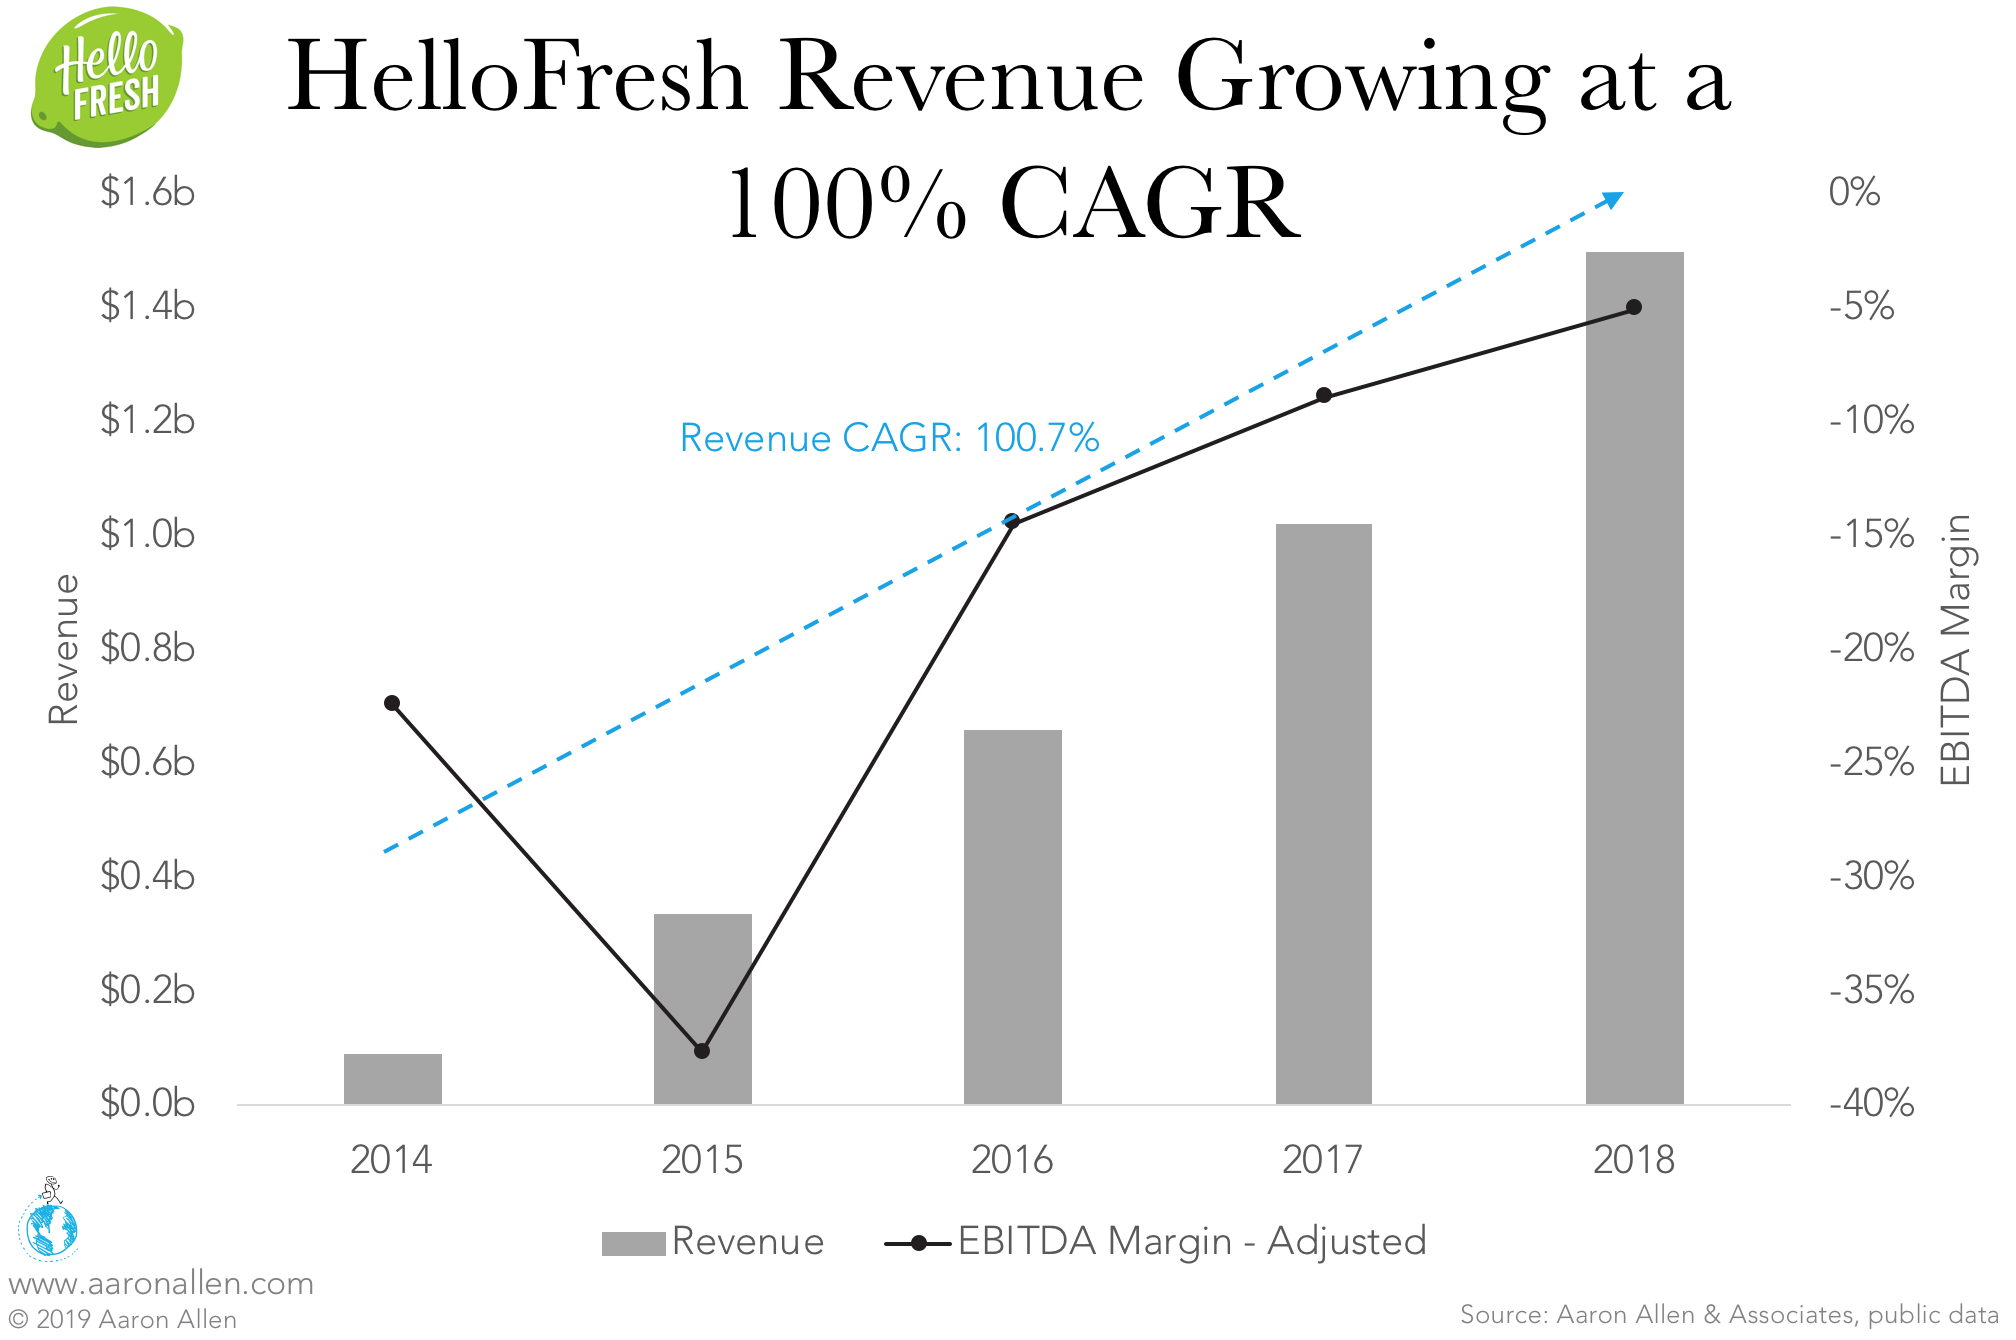 Hello
FRESH
HelloFresh Revenue Growing at a
100% CAGR
$1.6b
$1.4b
$1.2b
$1.0b
$0.8b
$0.6b
$0.4b
$0.2b
$0.0b
Revenue
Revenue CAGR: 100.7%
0%
-5%
-10%
-15%
-20%
-25%
-30%
-35%
-40%
EBITDA Margin
2014 2015 2016 2017 2018
Revenue EBITDA Margin - Adjusted
www.aaronallen.com
© 2019 Aaron Allen
Source: Aaron Allen & Associates, public data